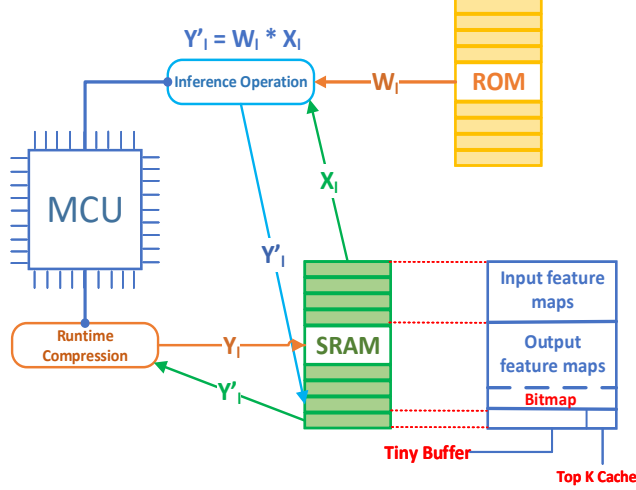 Y'ₗ = Wₗ * Xₗ
Inference Operation
Wₗ
ROM
Xₗ
MCU
Y'ₗ
Input feature
maps
Runtime
Compression
Yₗ
SRAM
Output
feature maps
Y'ₗ
Bitmap
Tiny Buffer
Top K Cache